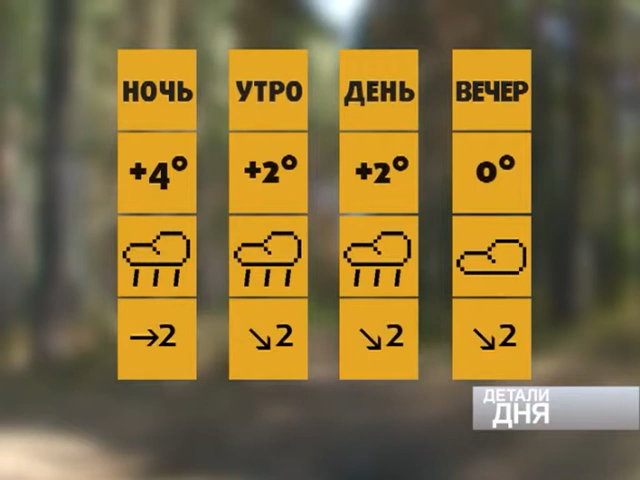 НОЧЬ УТРО ДЕНЬ ВЕЧЕР
+4° +2° +2° 0°
→2 ↘2 ↘2 ↘2
ДЕТАЛИ
ДНЯ